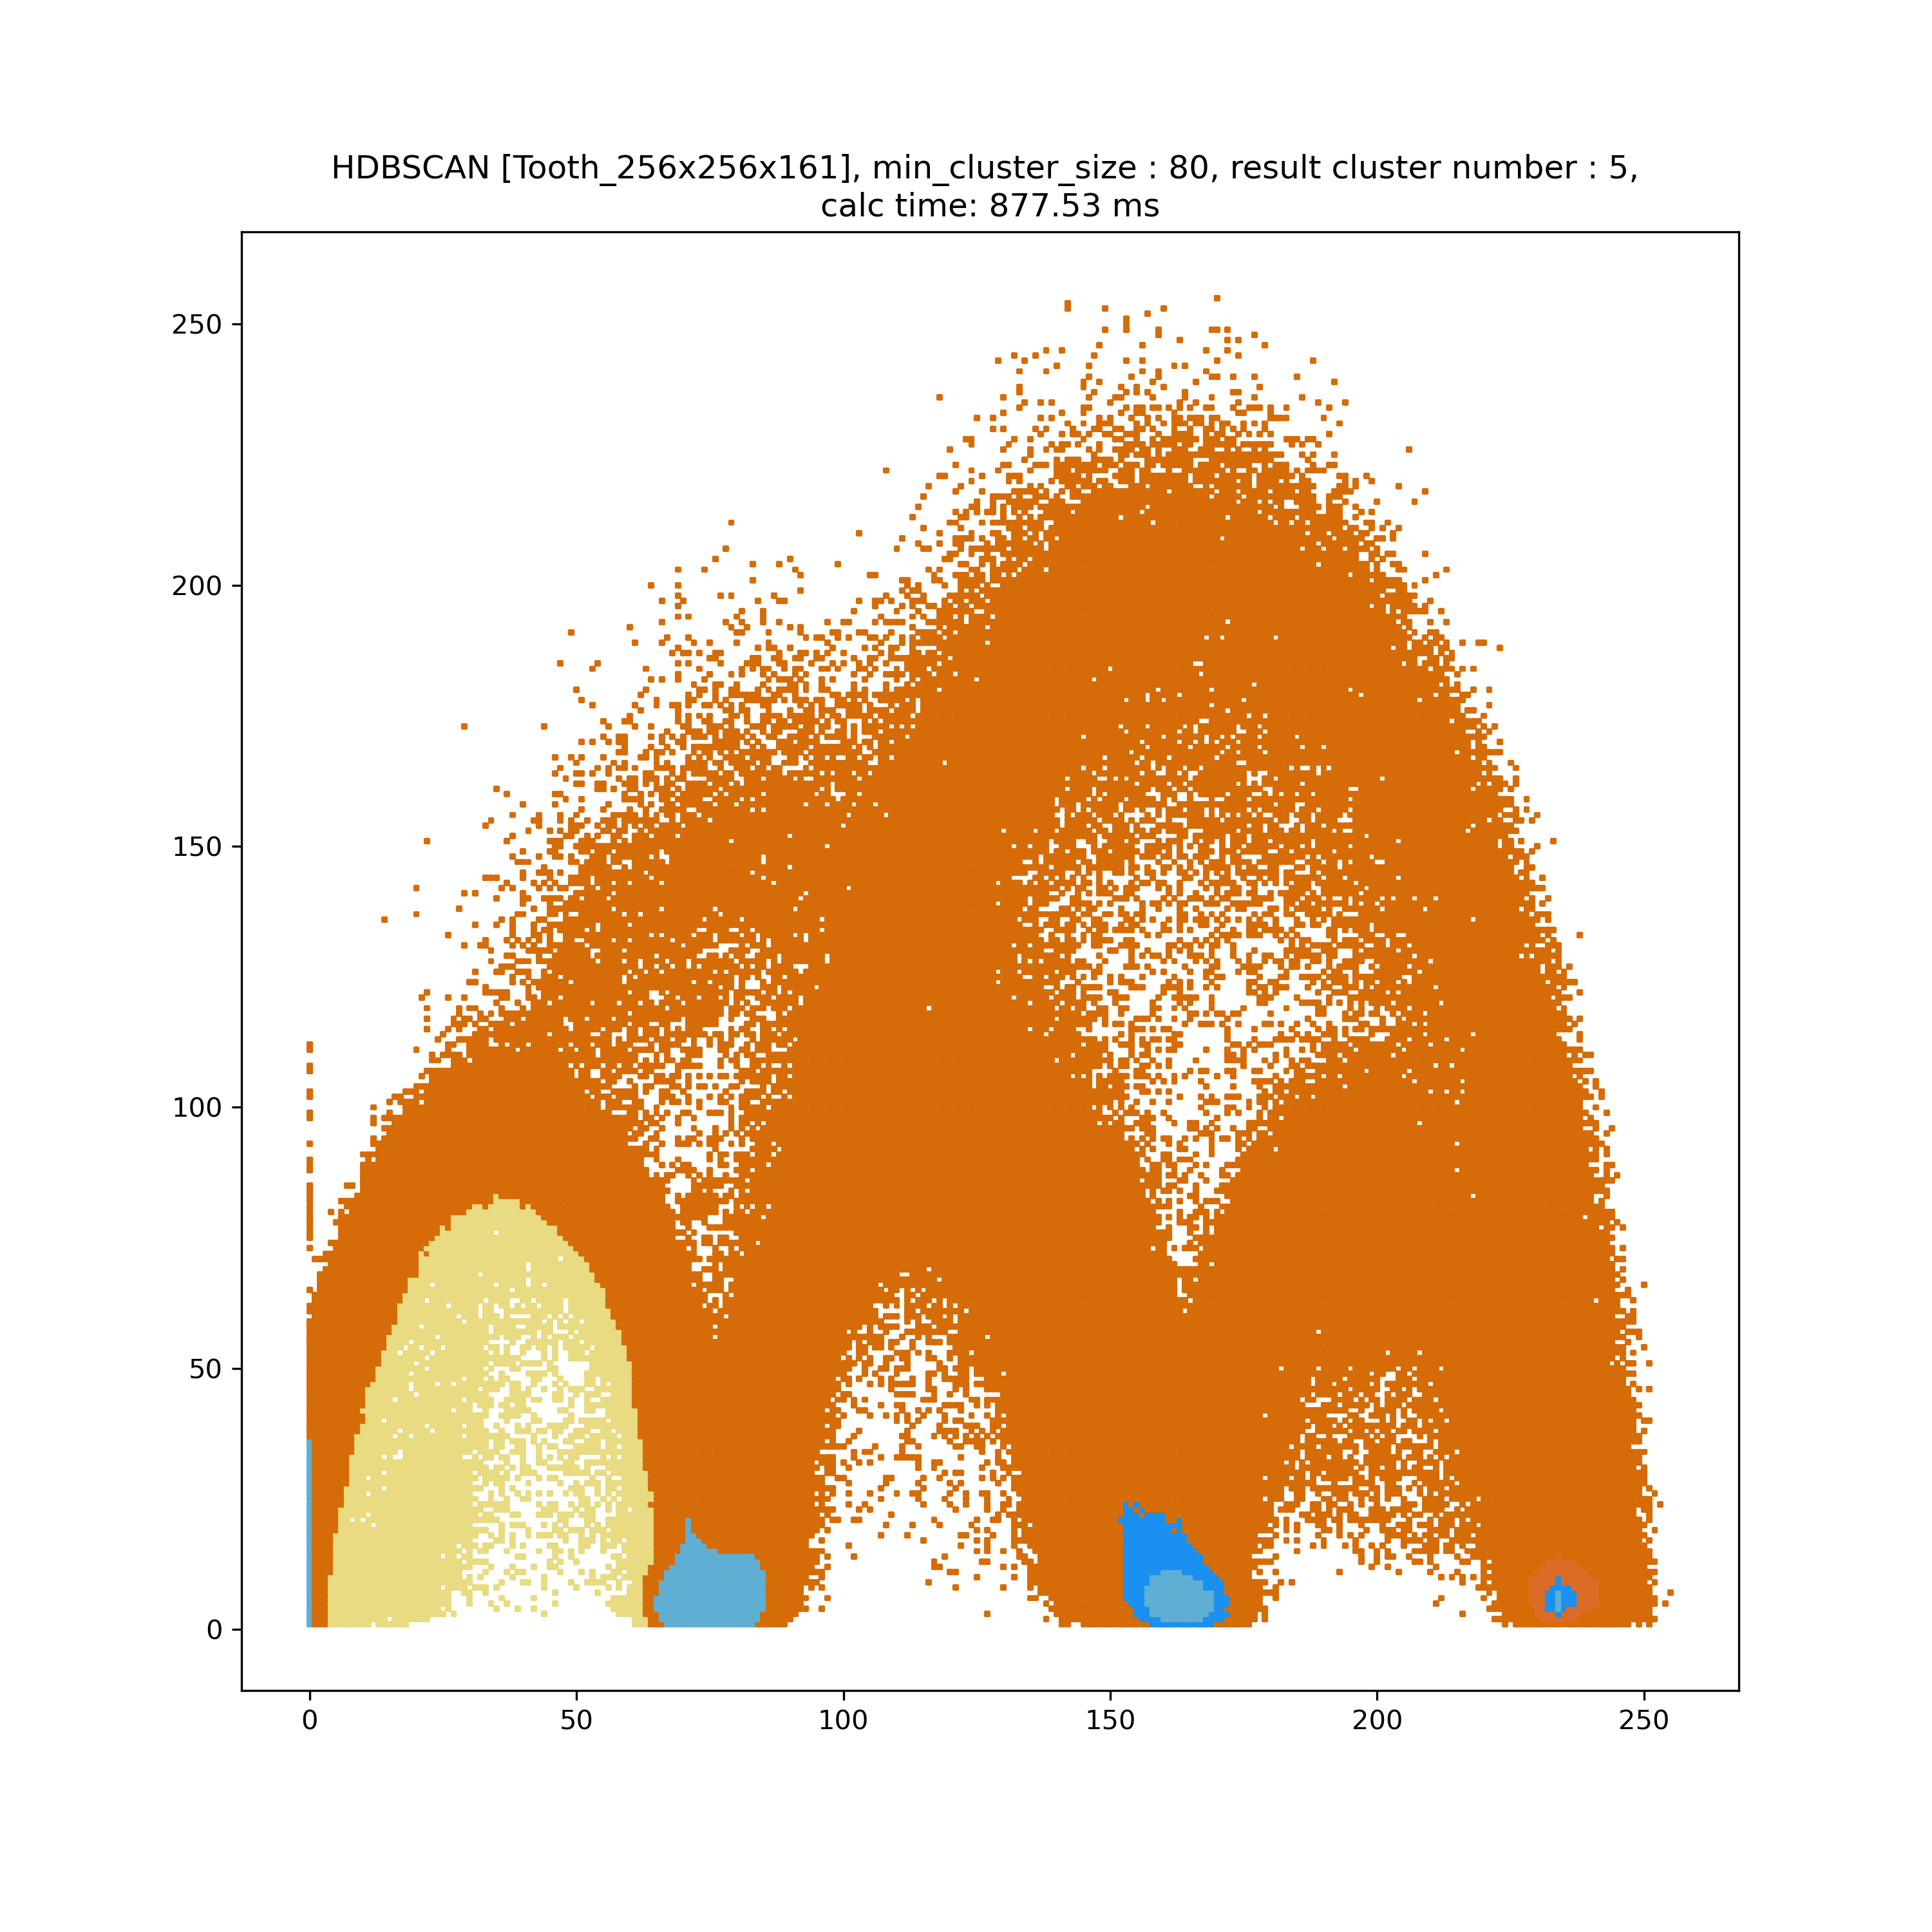 HDBSCAN [Tooth_256x256x161], min_cluster_size : 80, result cluster number : 5,
calc time: 877.53 ms
250
200
150
100
50
0
0 50 100 150 200 250